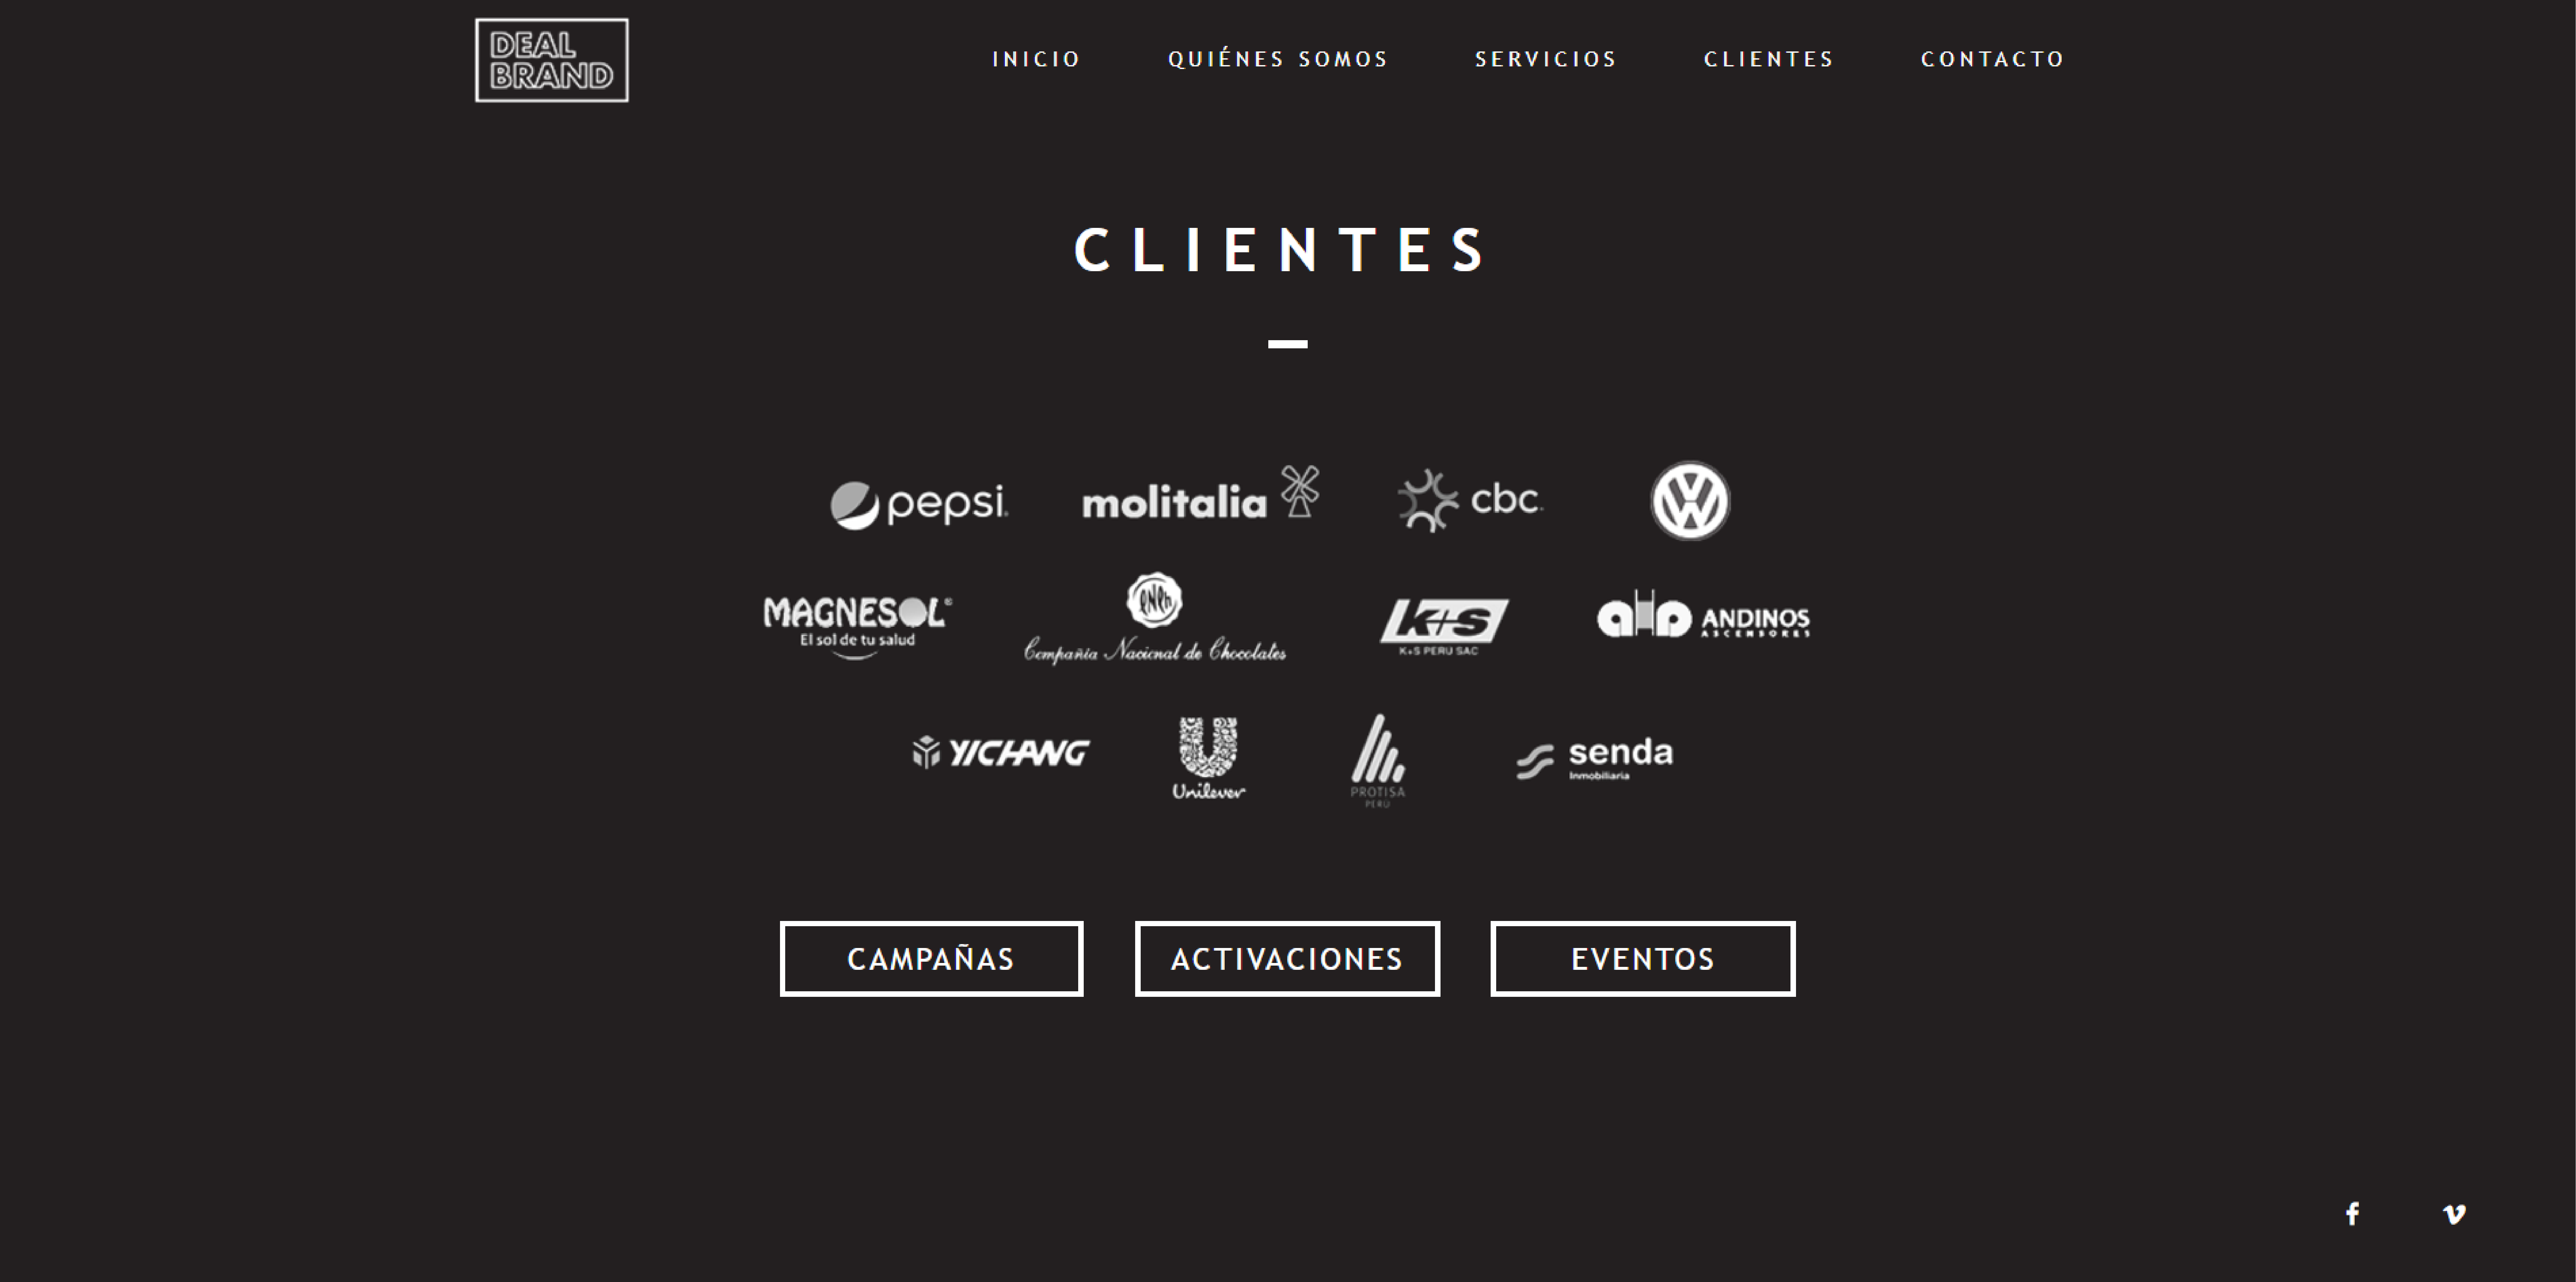 DEAL
BRAND
INICIO QUIÉNES SOMOS SERVICIOS CLIENTES CONTACTO
CLIENTES
pepsi molitalia cbc VW
MAGNESOL® CNCh K+S ANDINOS
El sol de tu salud Compañía Nacional de Chocolates K+S PERU SAC ASCENSORES
YICHANG U senda
Unilever PROTISA Inmobiliaria
PERÚ
CAMPAÑAS ACTIVACIONES EVENTOS